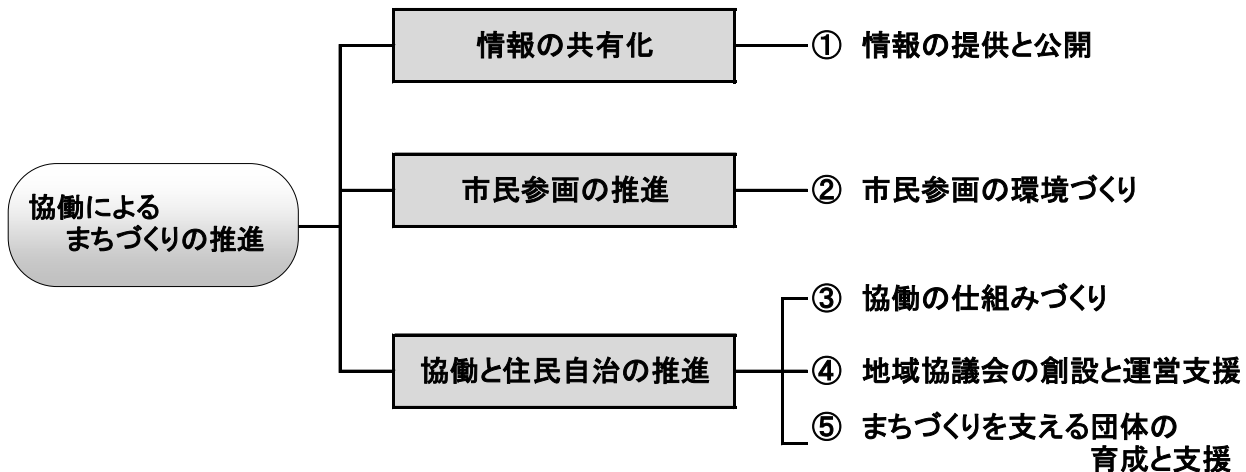 協働による
まちづくりの推進
情報の共有化
① 情報の提供と公開
市民参画の推進
② 市民参画の環境づくり
協働と住民自治の推進
③ 協働の仕組みづくり
④ 地域協議会の創設と運営支援
⑤ まちづくりを支える団体の
育成と支援